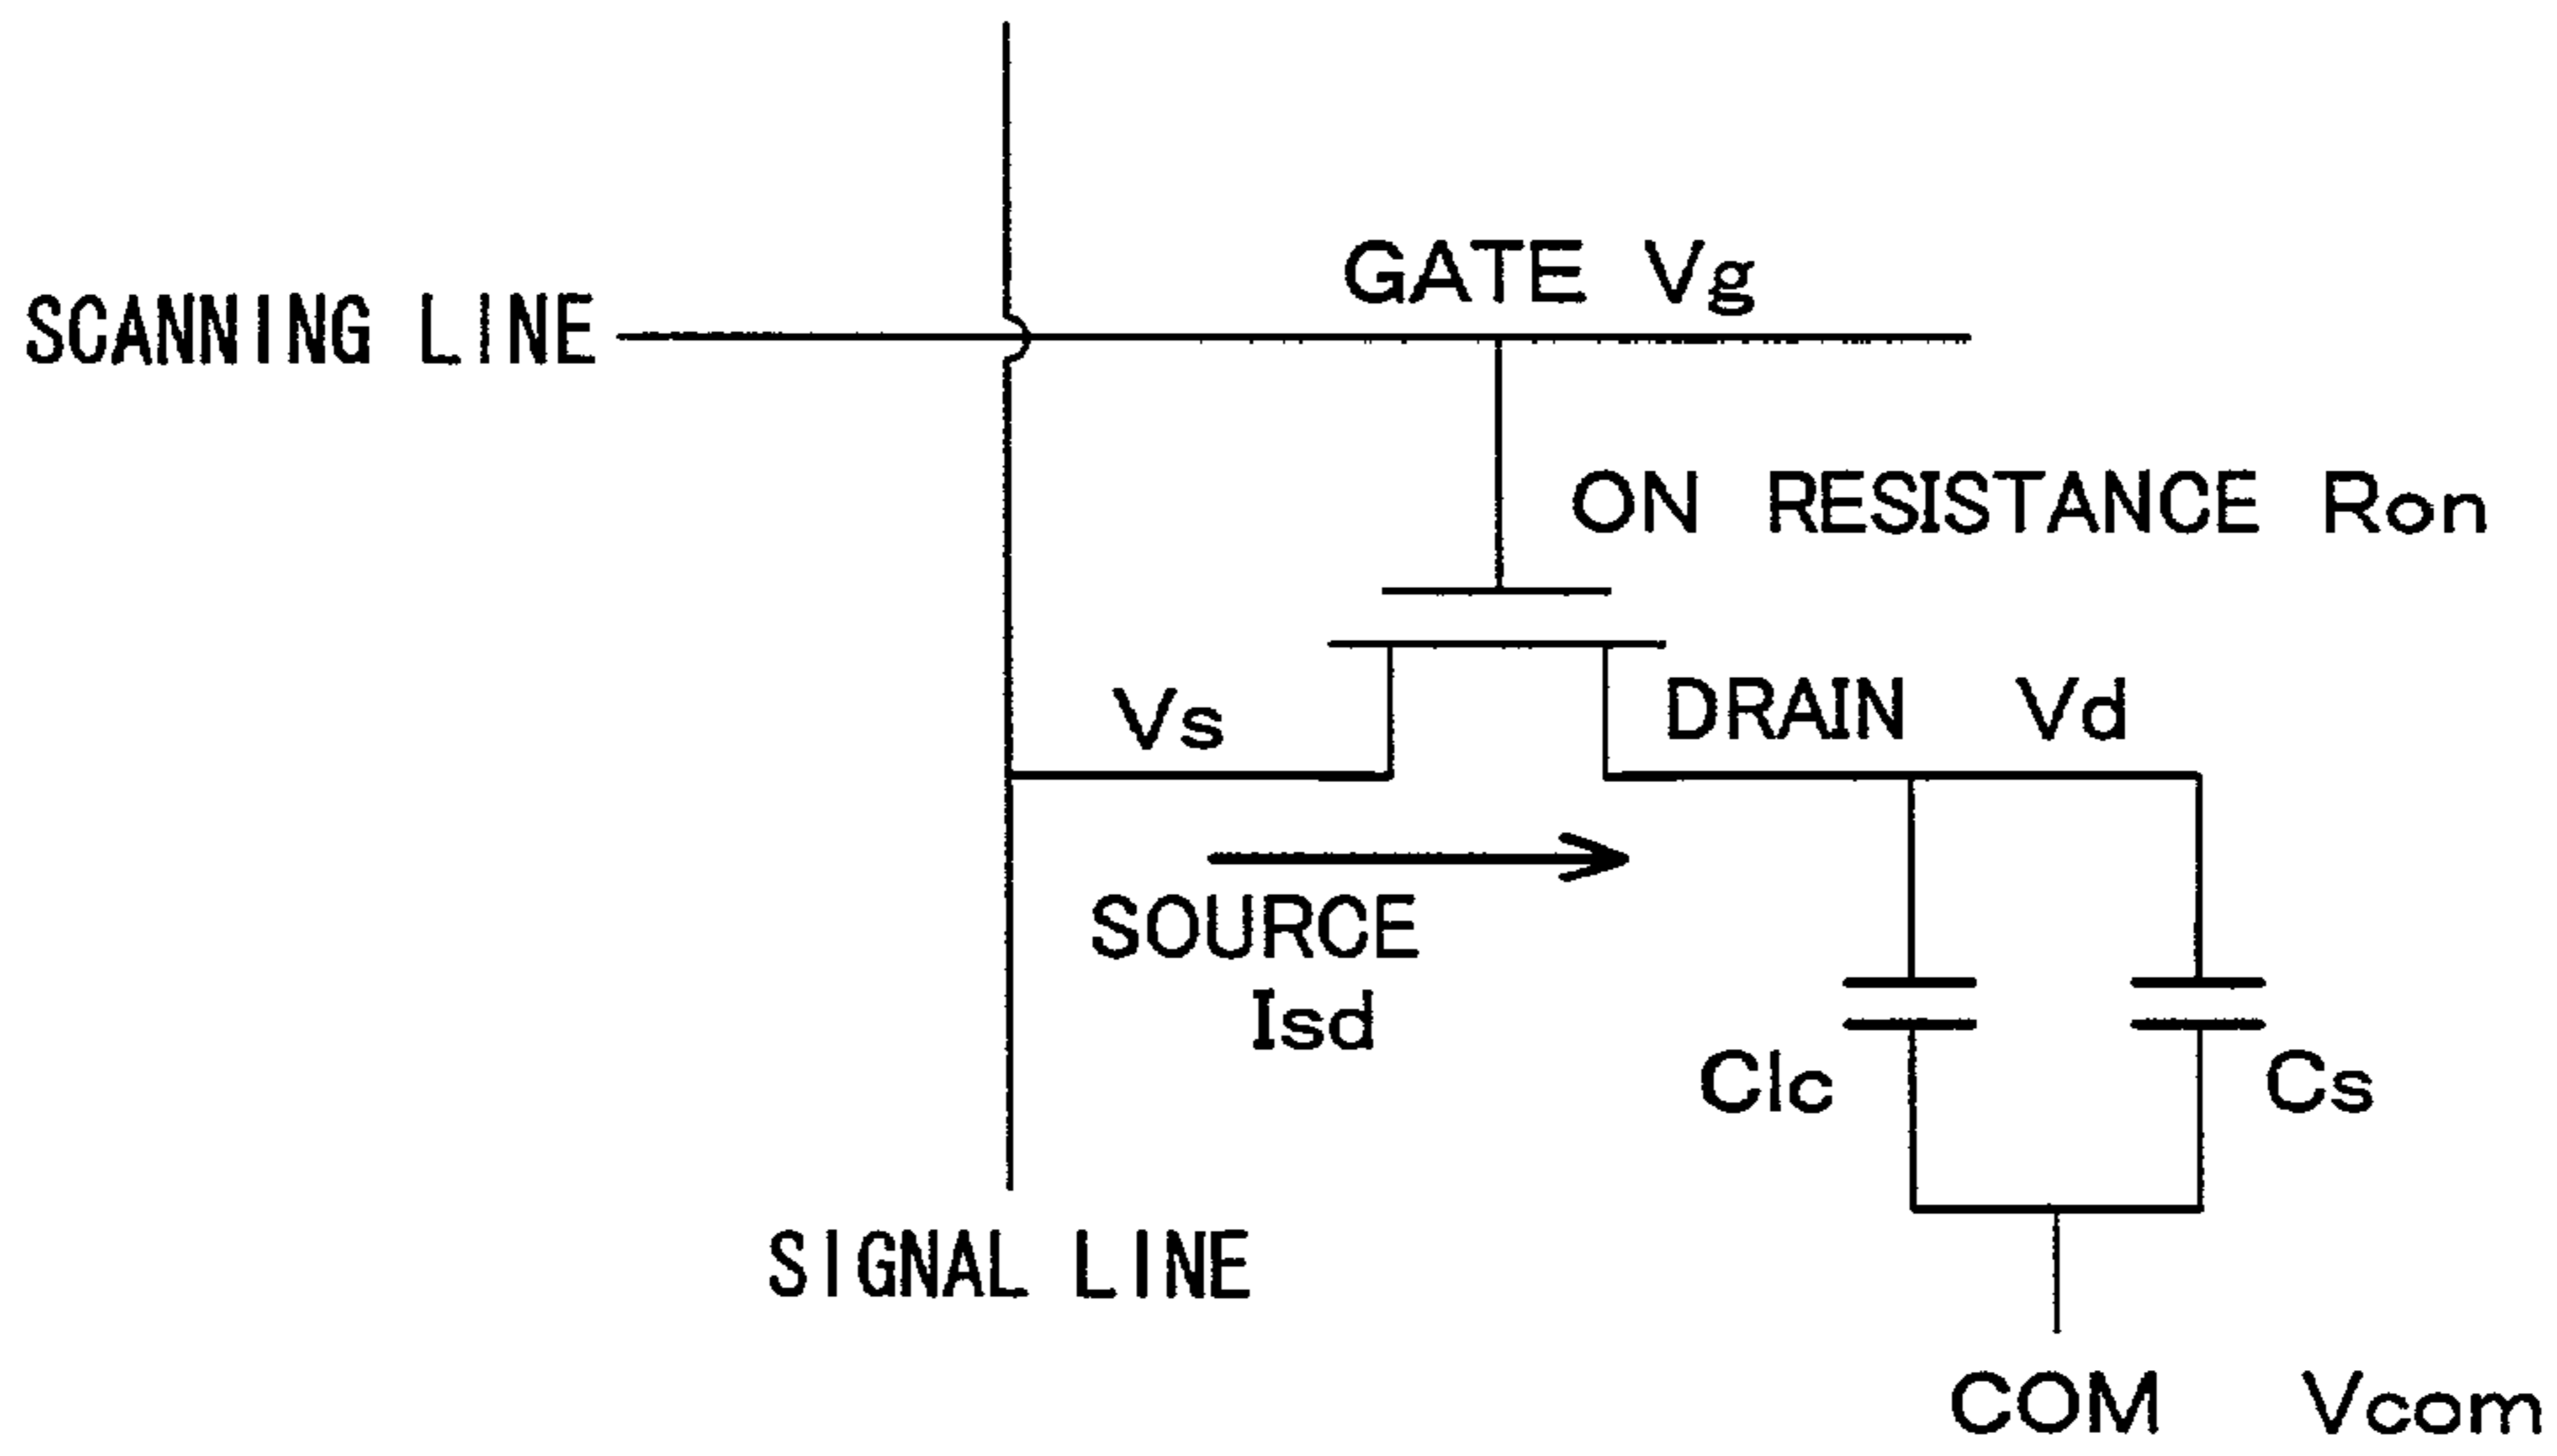 GATE Vg
SCANNING LINE
ON RESISTANCE Ron
Vs
DRAIN Vd
SOURCE
Isd
Clc
Cs
SIGNAL LINE
COM Vcom